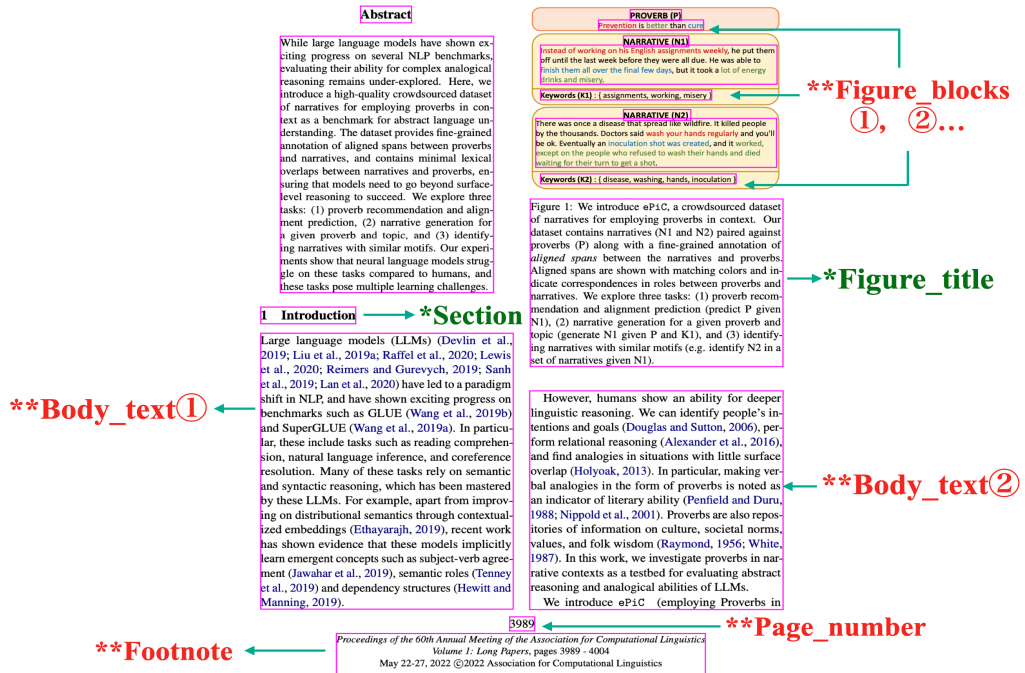 Abstract
While large language models have shown ex-
citing progress on several NLP benchmarks,
evaluating their ability for complex analogical
reasoning remains under-explored. Here, we
introduce a high-quality crowdsourced dataset
of narratives for employing proverbs in con-
text as a benchmark for abstract language un-
derstanding. The dataset provides fine-grained
annotation of aligned spans between proverbs
and narratives, and contains minimal lexical
overlaps between narratives and proverbs, en-
suring that models need to go beyond surface-
level reasoning to succeed. We explore three
tasks: (1) proverb recommendation and align-
ment prediction, (2) narrative generation for
a given proverb and topic, and (3) identify-
ing narratives with similar motifs. Our experi-
ments show that neural language models strug-
gle on these tasks compared to humans, and
these tasks pose multiple learning challenges.
1 Introduction
*Section
Large language models (LLMs) (Devlin et al.,
2019; Liu et al., 2019a; Raffel et al., 2020; Lewis
et al., 2020; Reimers and Gurevych, 2019; Sanh
et al., 2019; Lan et al., 2020) have led to a paradigm
shift in NLP, and have shown exciting progress on
benchmarks such as GLUE (Wang et al., 2019b)
and SuperGLUE (Wang et al., 2019a). In particu-
lar, these include tasks such as reading comprehen-
sion, natural language inference, and coreference
resolution. Many of these tasks rely on semantic
and syntactic reasoning, which has been mastered
by these LLMs. For example, apart from improv-
ing on distributional semantics through contextual-
ized embeddings (Ethayarajh, 2019), recent work
has shown evidence that these models implicitly
learn emergent concepts such as subject-verb agree-
ment (Jawahar et al., 2019), semantic roles (Tenney
et al., 2019) and dependency structures (Hewitt and
Manning, 2019).
**Body_text①
PROVERB (P)
Prevention is better than cure
NARRATIVE (N1)
Instead of working on his English assignments weekly, he put them
off until the last week before they were all due. He was able to
finish them all over the final few days, but it took a lot of energy
drinks and misery.
Keywords (K1) : { assignments, working, misery }
NARRATIVE (N2)
There was once a disease that spread like wildfire. It killed people
by the thousands. Doctors said wash your hands regularly and you'll
be ok. Eventually an inoculation shot was created, and it worked,
except on the people who refused to wash their hands and died
waiting for their turn to get a shot.
Keywords (K2) : { disease, washing, hands, inoculation }
**Figure_blocks
①, ②...
Figure 1: We introduce ePiC, a crowdsourced dataset
of narratives for employing proverbs in context. Our
dataset contains narratives (N1 and N2) paired against
proverbs (P) along with a fine-grained annotation of
aligned spans between the narratives and proverbs.
Aligned spans are shown with matching colors and in-
dicate correspondences in roles between proverbs and
narratives. We explore three tasks: (1) proverb recom-
mendation and alignment prediction (predict P given
N1), (2) narrative generation for a given proverb and
topic (generate N1 given P and K1), and (3) identify-
ing narratives with similar motifs (e.g. identify N2 in a
set of narratives given N1).
*Figure_title
However, humans show an ability for deeper
linguistic reasoning. We can identify people's in-
tentions and goals (Douglas and Sutton, 2006), per-
form relational reasoning (Alexander et al., 2016),
and find analogies in situations with little surface
overlap (Holyoak, 2013). In particular, making ver-
bal analogies in the form of proverbs is noted as
an indicator of literary ability (Penfield and Duru,
1988; Nippold et al., 2001). Proverbs are also repos-
itories of information on culture, societal norms,
values, and folk wisdom (Raymond, 1956; White,
1987). In this work, we investigate proverbs in nar-
rative contexts as a testbed for evaluating abstract
reasoning and analogical abilities of LLMs.
We introduce ePiC (employing Proverbs in
**Body_text②
3989
**Page_number
Proceedings of the 60th Annual Meeting of the Association for Computational Linguistics
Volume 1: Long Papers, pages 3989 - 4004
May 22-27, 2022 ©2022 Association for Computational Linguistics
**Footnote